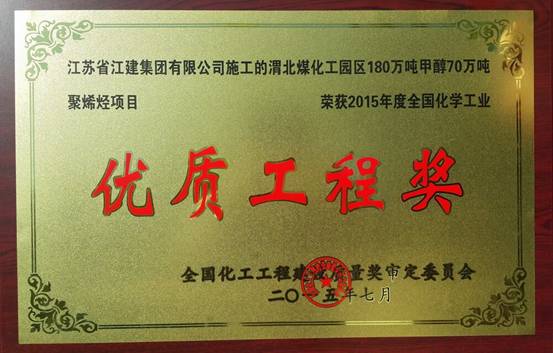 江苏省江建集团有限公司施工的渭北煤化工园区180万吨甲醇70万吨
聚烯烃项目 荣获2015年度全国化学工业
优质工程奖
全国化工工程建设质量奖审定委员会
二〇一五年七月